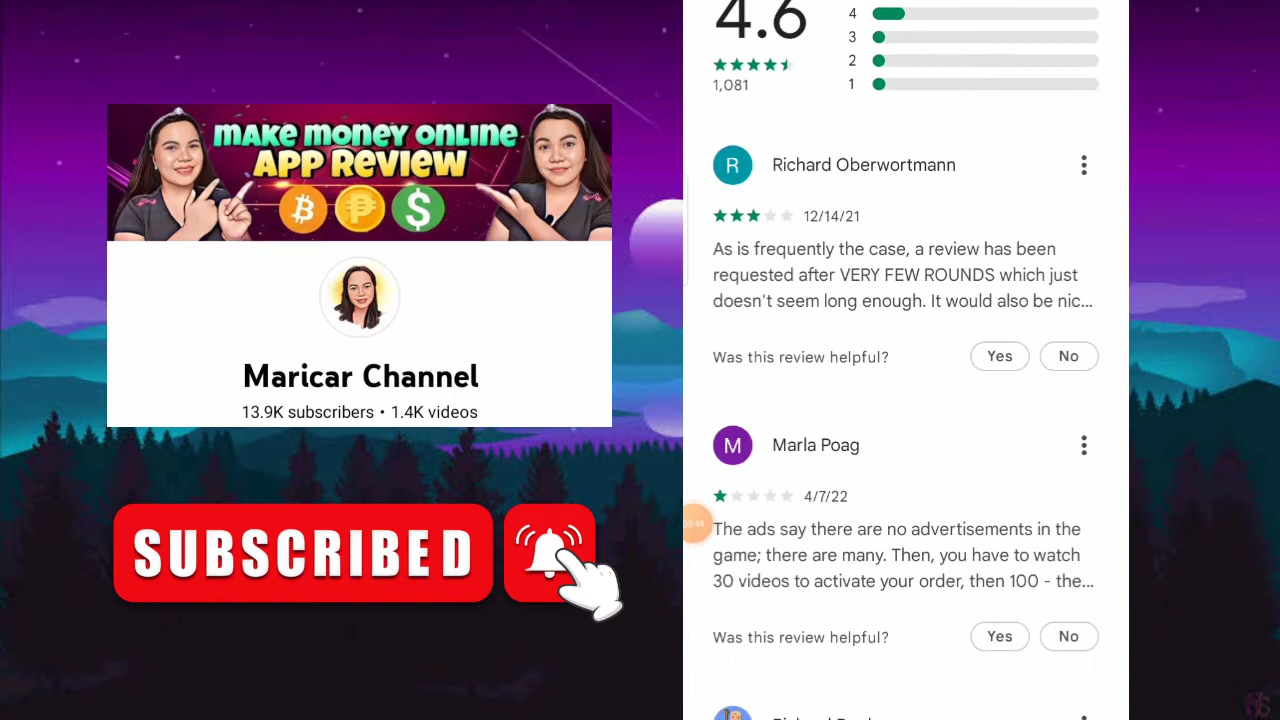 MAKE MONEY ONLINE
APP REVIEW
Maricar Channel
13.9K subscribers • 1.4K videos
SUBSCRIBED
4.6
1,081
4
3
2
1
R
Richard Oberwortmann
12/14/21
As is frequently the case, a review has been
requested after VERY FEW ROUNDS which just
doesn't seem long enough. It would also be nic...
Was this review helpful?
Yes
No
M
Marla Poag
4/7/22
The ads say there are no advertisements in the
game; there are many. Then, you have to watch
30 videos to activate your order, then 100 - the...
Was this review helpful?
Yes
No